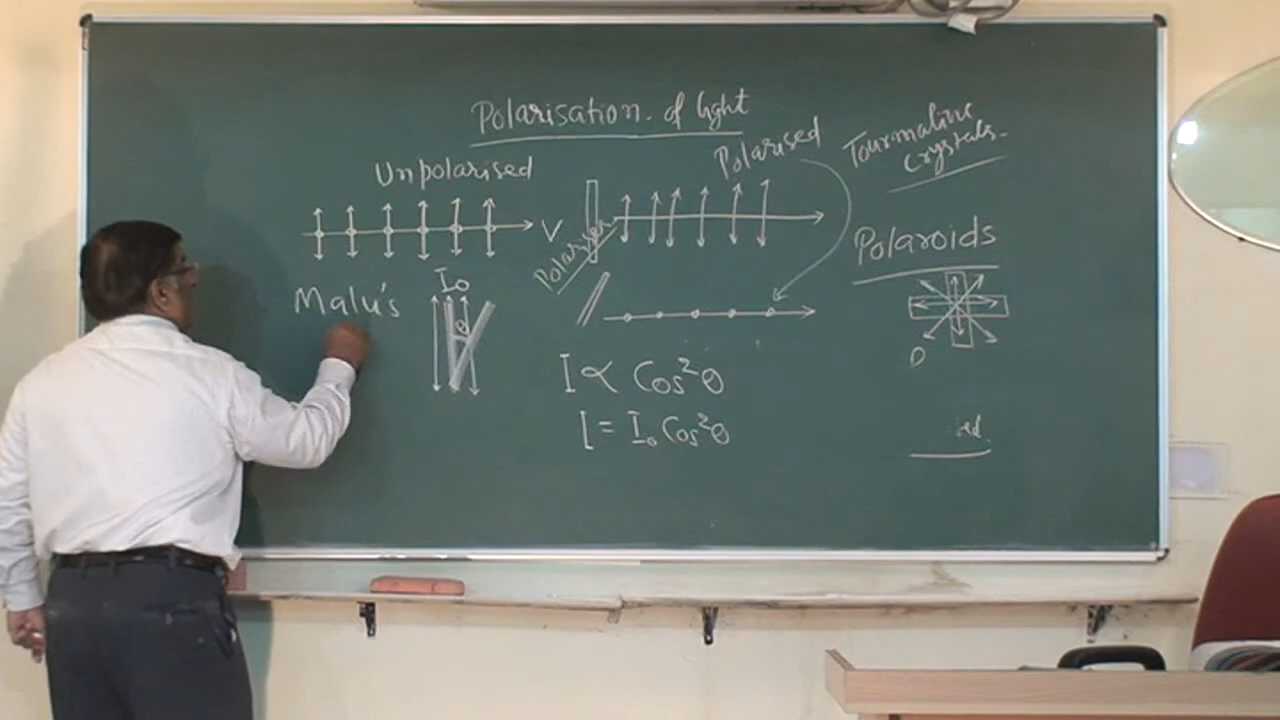 Polarisation of light
Unpolarised
Polarised
Tourmaline
crystals
V
Polariser
Polaroids
Malu's
I₀
θ
I ∝ Cos²θ
I = I₀ Cos²θ